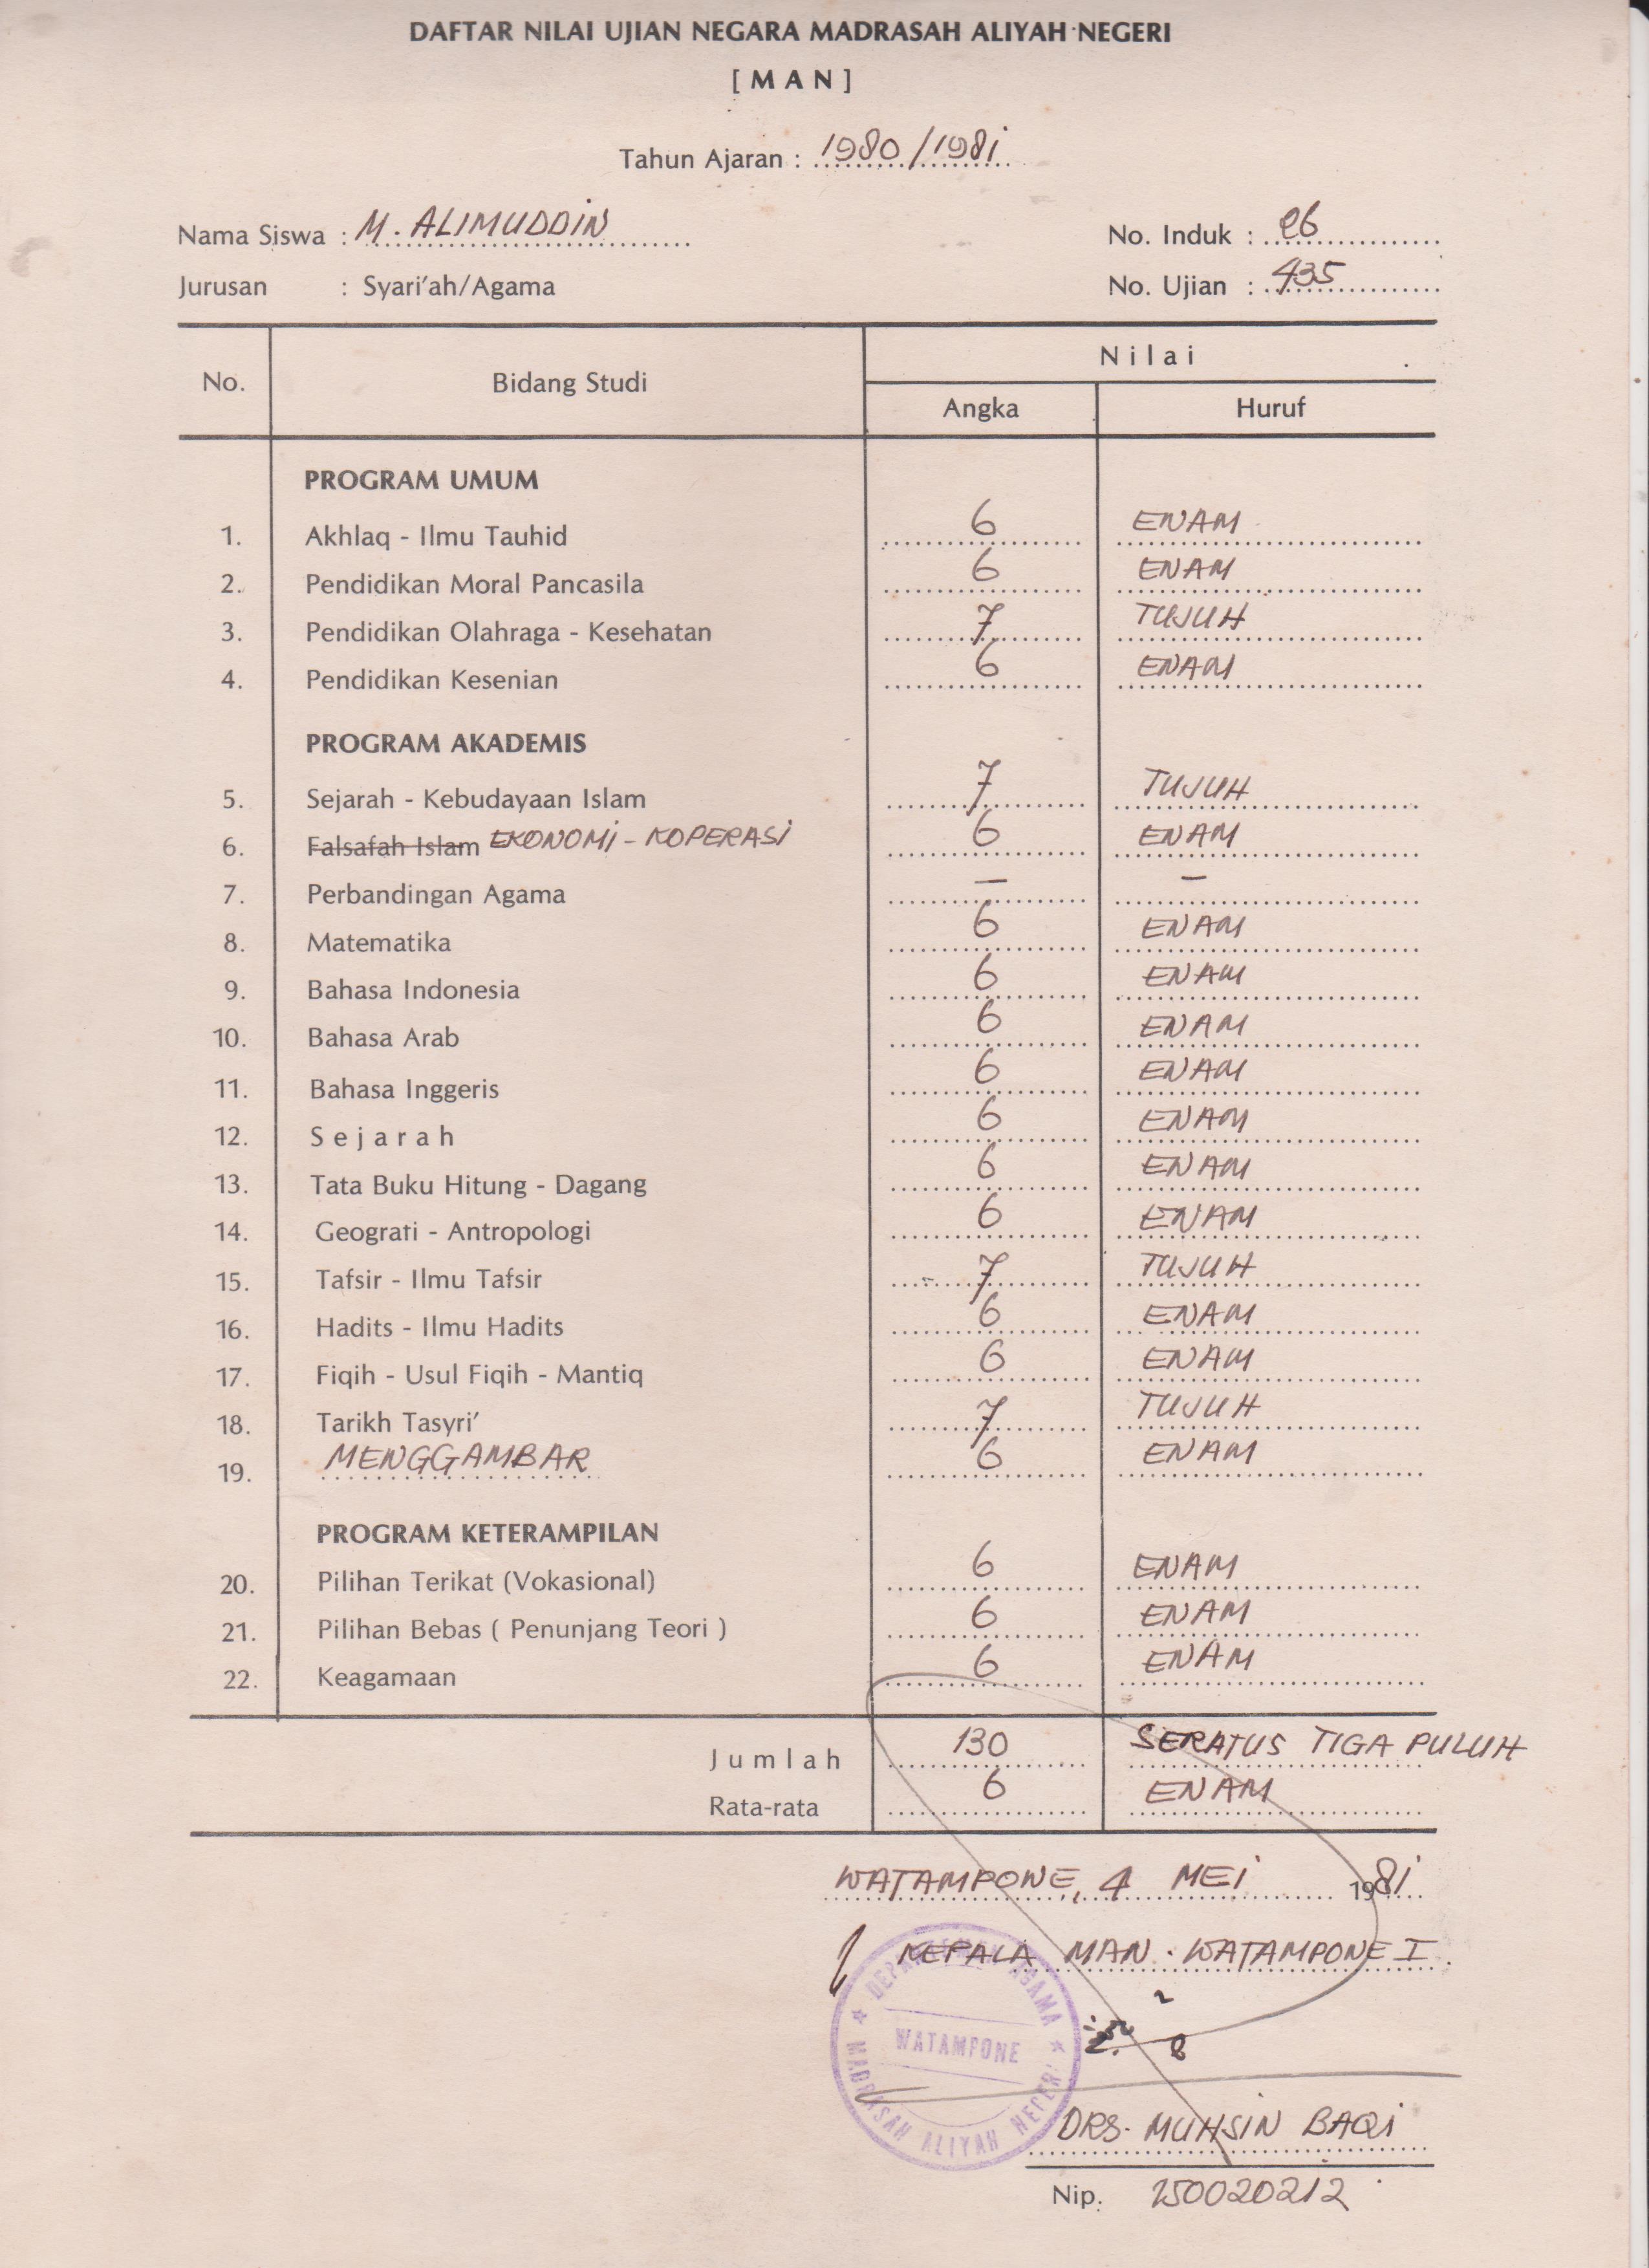 DAFTAR NILAI UJIAN NEGARA MADRASAH ALIYAH NEGERI
[ M A N ]
Tahun Ajaran : 1980/1981
Nama Siswa : M. ALIMUDDIN No. Induk : 26
Jurusan : Syari'ah/Agama No. Ujian : 435
No. Bidang Studi Nilai
Angka Huruf
PROGRAM UMUM
1. Akhlaq - Ilmu Tauhid 6 ENAM
2. Pendidikan Moral Pancasila 6 ENAM
3. Pendidikan Olahraga - Kesehatan 7 TUJUH
4. Pendidikan Kesenian 6 ENAM
PROGRAM AKADEMIS
5. Sejarah - Kebudayaan Islam 7 TUJUH
6. Falsafah Islam EKONOMI - KOPERASI 6 ENAM
7. Perbandingan Agama — —
8. Matematika 6 ENAM
9. Bahasa Indonesia 6 ENAM
10. Bahasa Arab 6 ENAM
11. Bahasa Inggeris 6 ENAM
12. S e j a r a h 6 ENAM
13. Tata Buku Hitung - Dagang 6 ENAM
14. Geografi - Antropologi 6 ENAM
15. Tafsir - Ilmu Tafsir 7 TUJUH
16. Hadits - Ilmu Hadits 6 ENAM
17. Fiqih - Usul Fiqih - Mantiq 6 ENAM
18. Tarikh Tasyri' 7 TUJUH
19. MENGGAMBAR 6 ENAM
PROGRAM KETERAMPILAN
20. Pilihan Terikat (Vokasional) 6 ENAM
21. Pilihan Bebas ( Penunjang Teori ) 6 ENAM
22. Keagamaan 6 ENAM
J u m l a h 130 SERATUS TIGA PULUH
Rata-rata 6 ENAM
WATAMPONE, 4 MEI 1981
KEPALA MAN. WATAMPONE I.
DEPARTEMEN AGAMA
WATAMPONE
MADRASAH ALIYAH NEGERI
DRS. MUHSIN BAQI
Nip. 150020212